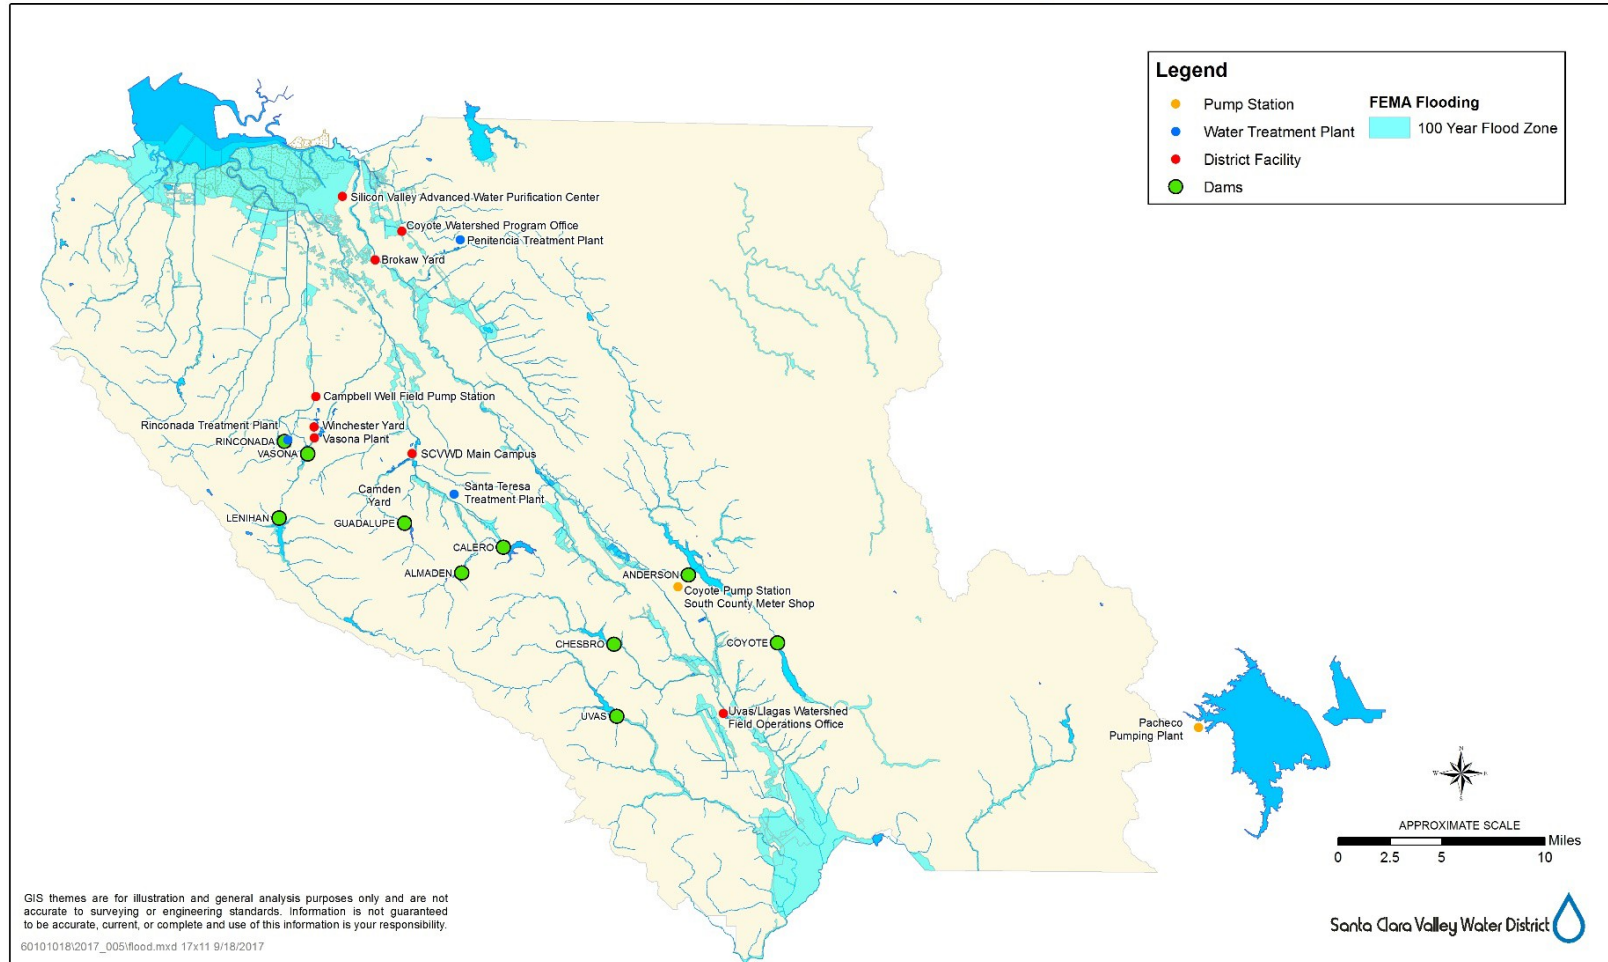 Legend
Pump Station
Water Treatment Plant
District Facility
Dams
FEMA Flooding
100 Year Flood Zone
Silicon Valley Advanced Water Purification Center
Coyote Watershed Program Office
Penitencia Treatment Plant
Brokaw Yard
Campbell Well Field Pump Station
Rinconada Treatment Plant
Winchester Yard
RINCONADA
Vasona Plant
VASONA
SCVWD Main Campus
Camden
Yard
Santa Teresa
Treatment Plant
LENIHAN
GUADALUPE
CALERO
ALMADEN
ANDERSON
Coyote Pump Station
South County Meter Shop
CHESBRO
COYOTE
UVAS
Uvas/Llagas Watershed
Field Operations Office
Pacheco
Pumping Plant
N
W
E
S
APPROXIMATE SCALE
Miles
0 2.5 5 10
GIS themes are for illustration and general analysis purposes only and are not
accurate to surveying or engineering standards. Information is not guaranteed
to be accurate, current, or complete and use of this information is your responsibility.
60101018\2017_005\flood.mxd 17x11 9/18/2017
Santa Clara Valley Water District